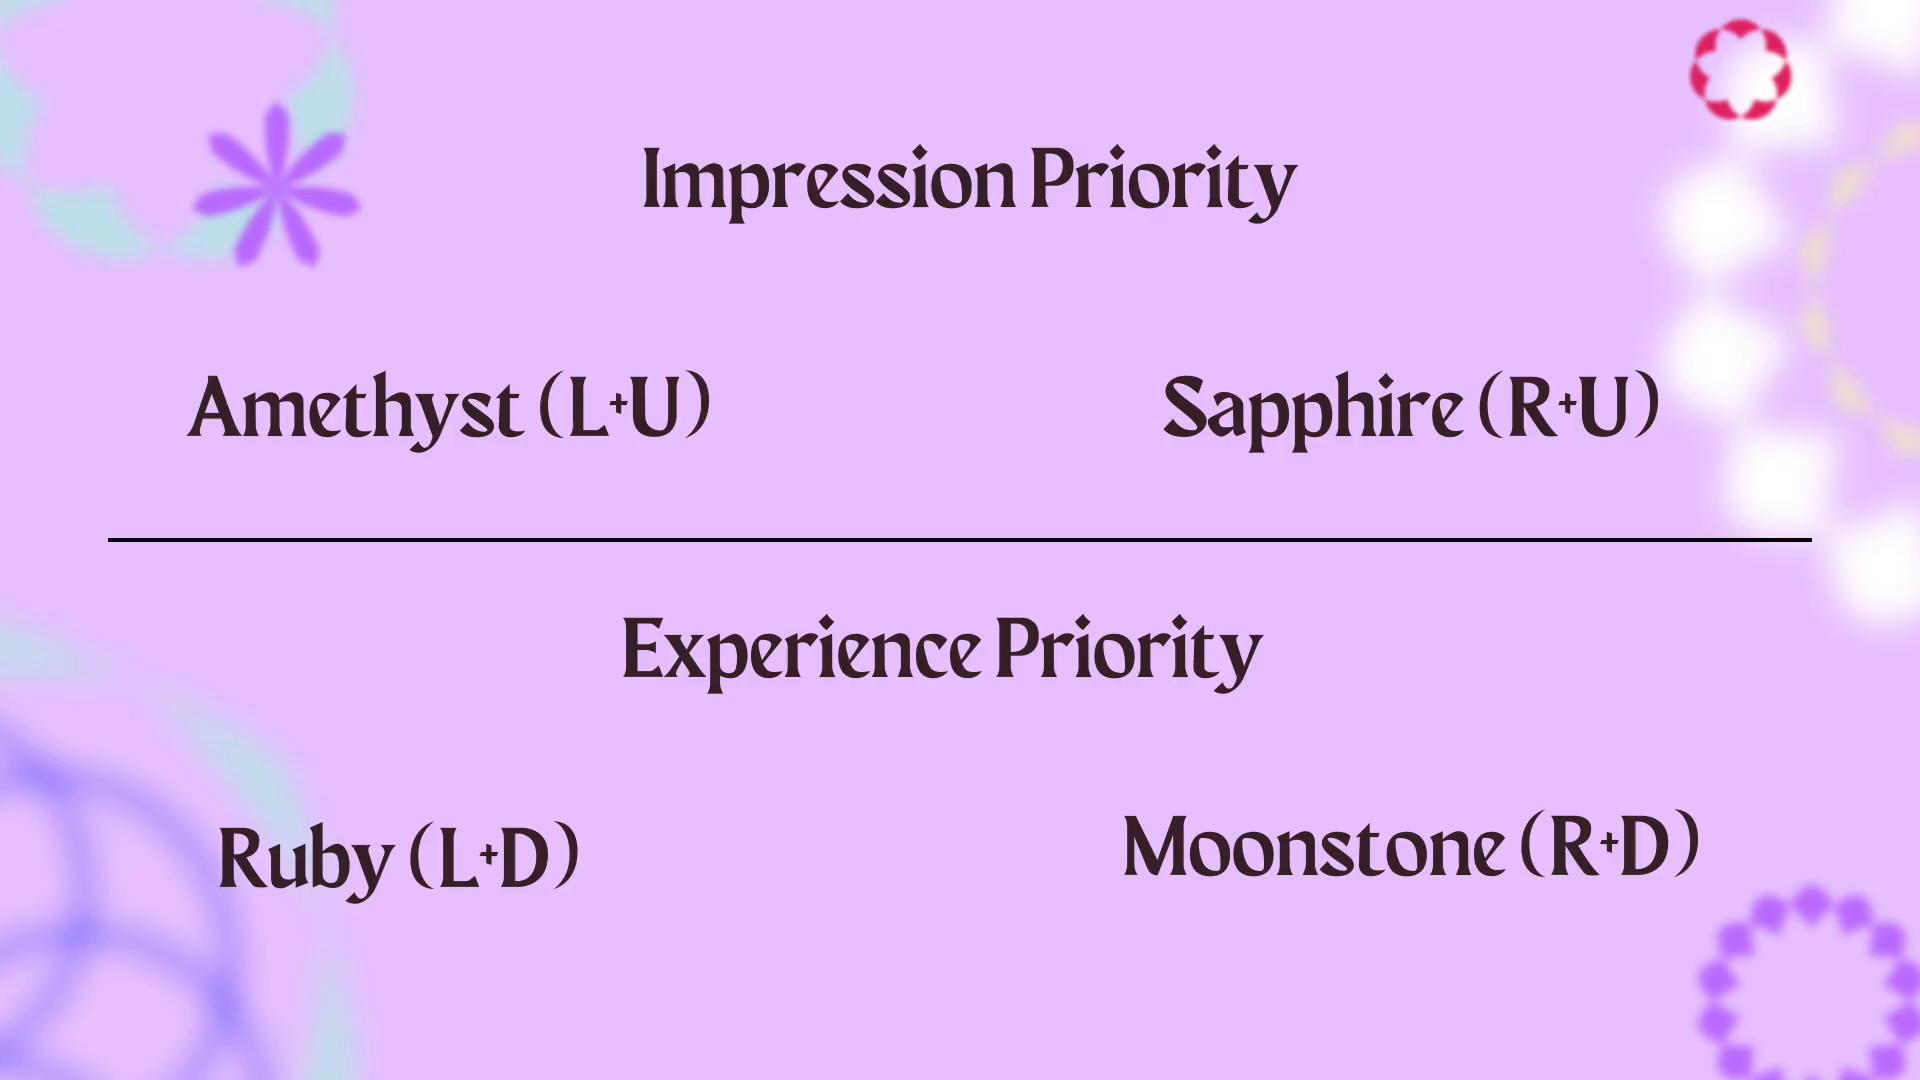 Impression Priority
Amethyst (L+U)
Sapphire (R+U)
Experience Priority
Ruby (L+D)
Moonstone (R+D)